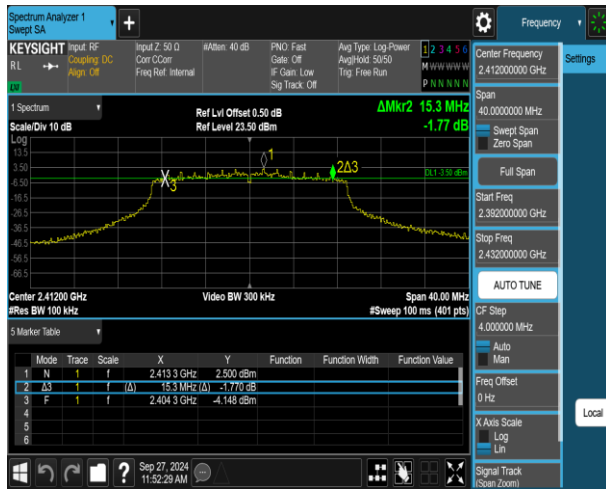 Spectrum Analyzer 1
Swept SA
+
Frequency
KEYSIGHT
RL
Input: RF
Coupling: DC
Align: Off
Input Z: 50 Ω
Corr CCorr
Freq Ref: Internal
#Atten: 40 dB
PNO: Fast
Gate: Off
IF Gain: Low
Sig Track: Off
Avg Type: Log-Power
Avg|Hold: 50/50
Trig: Free Run
1 2 3 4 5 6
M W W W W W
P N N N N N
1 Spectrum
Scale/Div 10 dB
Log
Ref Lvl Offset 0.50 dB
Ref Level 23.50 dBm
ΔMkr2 15.3 MHz
-1.77 dB
13.5
3.50
-6.50
-16.5
-26.5
-36.5
-46.5
-56.5
-66.5
1
2Δ3
X3
DL1 -3.50 dBm
Center 2.41200 GHz
#Res BW 100 kHz
Video BW 300 kHz
Span 40.00 MHz
#Sweep 100 ms (401 pts)
5 Marker Table
Mode Trace Scale X Y Function Function Width Function Value
1 N 1 f 2.413 3 GHz 2.500 dBm
2 Δ3 1 f (Δ) 15.3 MHz (Δ) -1.770 dB
3 F 1 f 2.404 3 GHz -4.148 dBm
4
5
6
?
Sep 27, 2024
11:52:29 AM
Center Frequency
2.412000000 GHz
Settings
Span
40.0000000 MHz
Swept Span
Zero Span
Full Span
Start Freq
2.392000000 GHz
Stop Freq
2.432000000 GHz
AUTO TUNE
CF Step
4.000000 MHz
Auto
Man
Freq Offset
0 Hz
Local
X Axis Scale
Log
Lin
Signal Track
(Span Zoom)